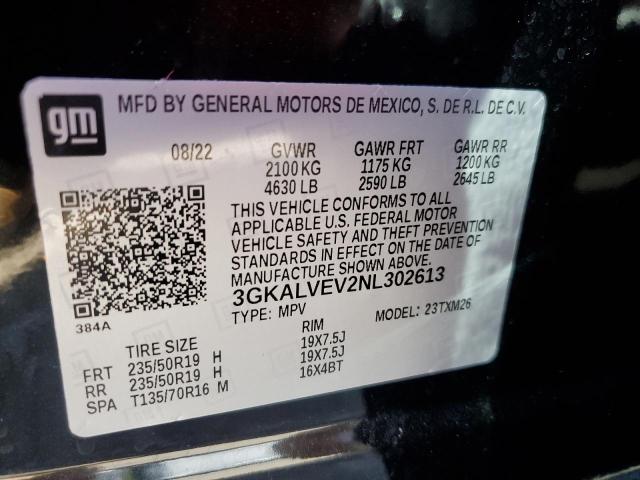 gm
MFD BY GENERAL MOTORS DE MEXICO, S. DE R.L. DE C.V.
08/22 GVWR GAWR FRT GAWR RR
2100 KG 1175 KG 1200 KG
4630 LB 2590 LB 2645 LB
THIS VEHICLE CONFORMS TO ALL
APPLICABLE U.S. FEDERAL MOTOR
VEHICLE SAFETY AND THEFT PREVENTION
STANDARDS IN EFFECT ON THE DATE OF
MANUFACTURE SHOWN ABOVE.
3GKALVEV2NL302613
384A
TYPE: MPV MODEL: 23TXM26
TIRE SIZE RIM
FRT 235/50R19 H 19X7.5J
RR 235/50R19 H 19X7.5J
SPA T135/70R16 M 16X4BT